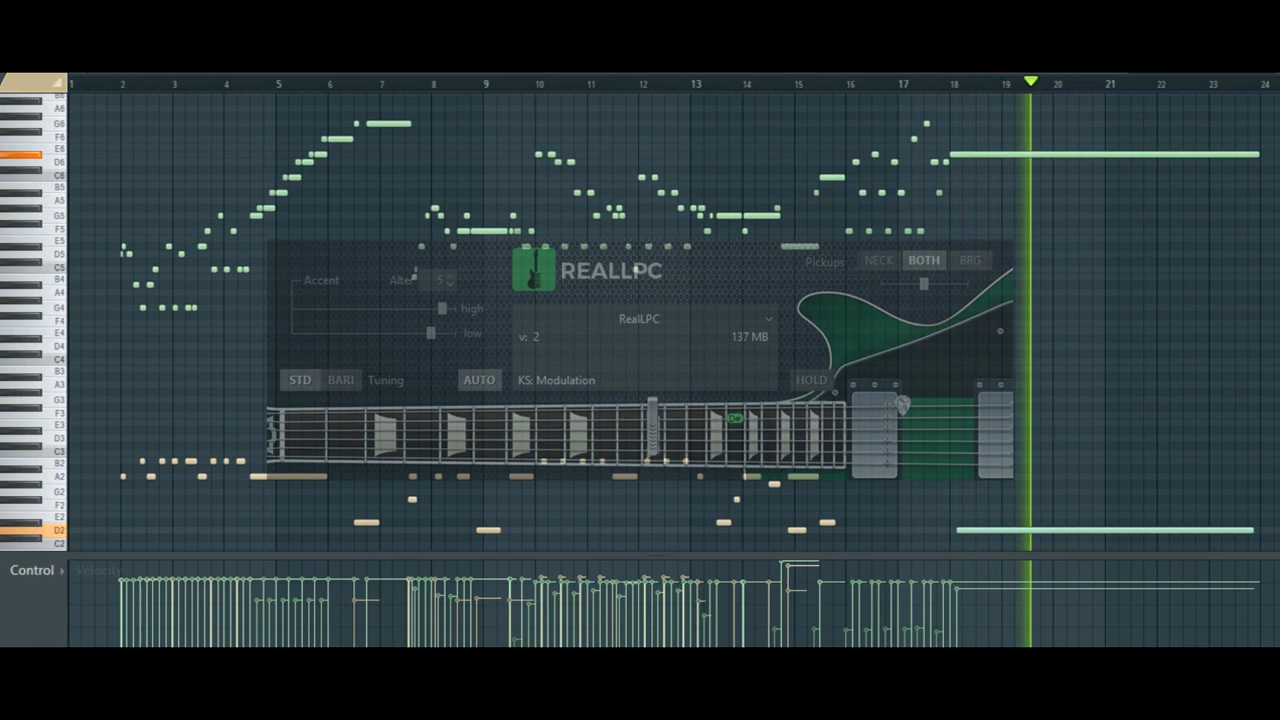 1 2 3 4 5 6 7 8 9 10 11 12 13 14 15 16 17 18 19 20 21 22 23 24
B6
A6
G6
F6
E6
D6
C6
B5
A5
G5
F5
E5
D5
C5
B4
A4
G4
F4
E4
D4
C4
B3
A3
G3
F3
E3
D3
C3
B2
A2
G2
F2
E2
D2
C2
REALLPC
Accent Alter 5
high
low
Pickups NECK BOTH BRG
RealLPC
v: 2 137 MB
STD BARI Tuning AUTO KS: Modulation HOLD
D#
Control Velocity